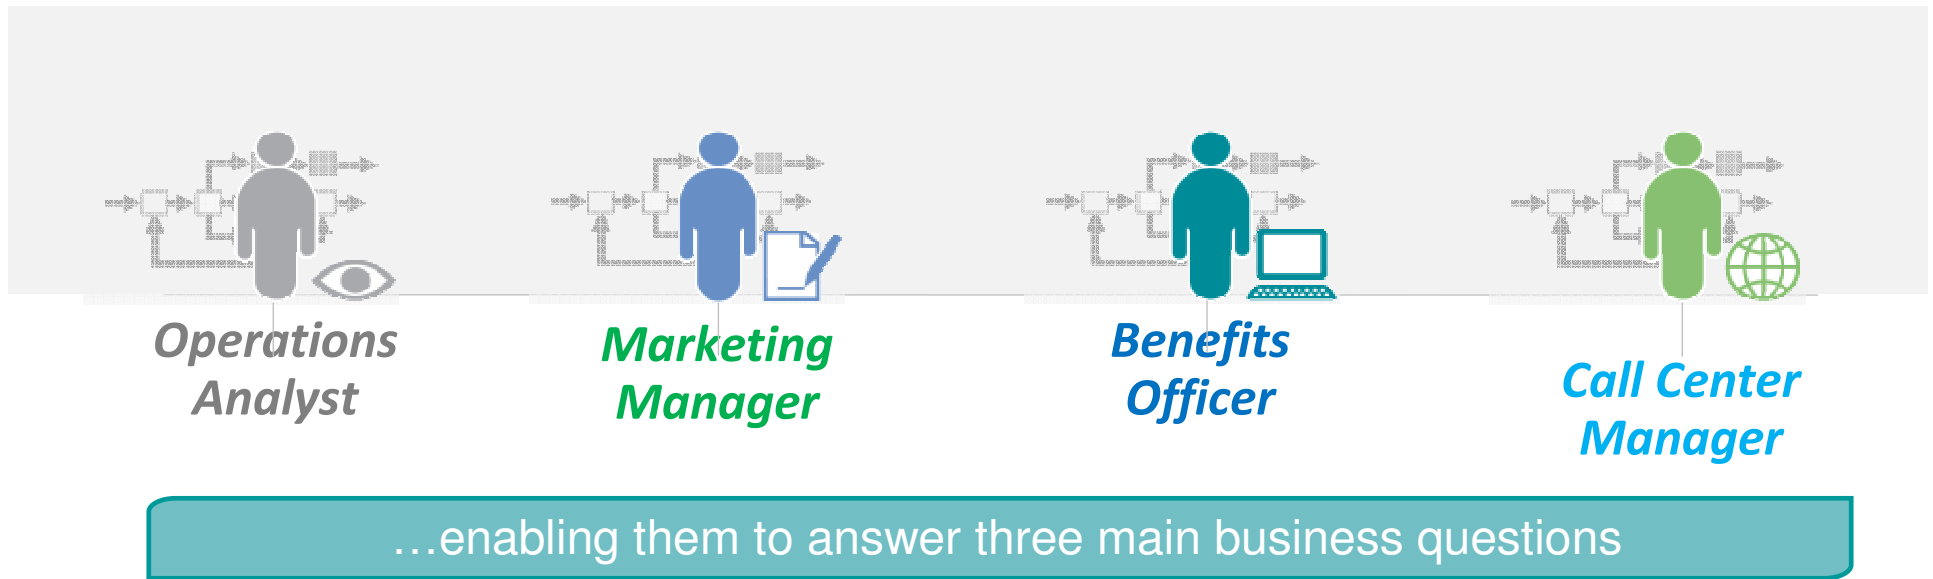 Operations
Analyst
Marketing
Manager
Benefits
Officer
Call Center
Manager
…enabling them to answer three main business questions